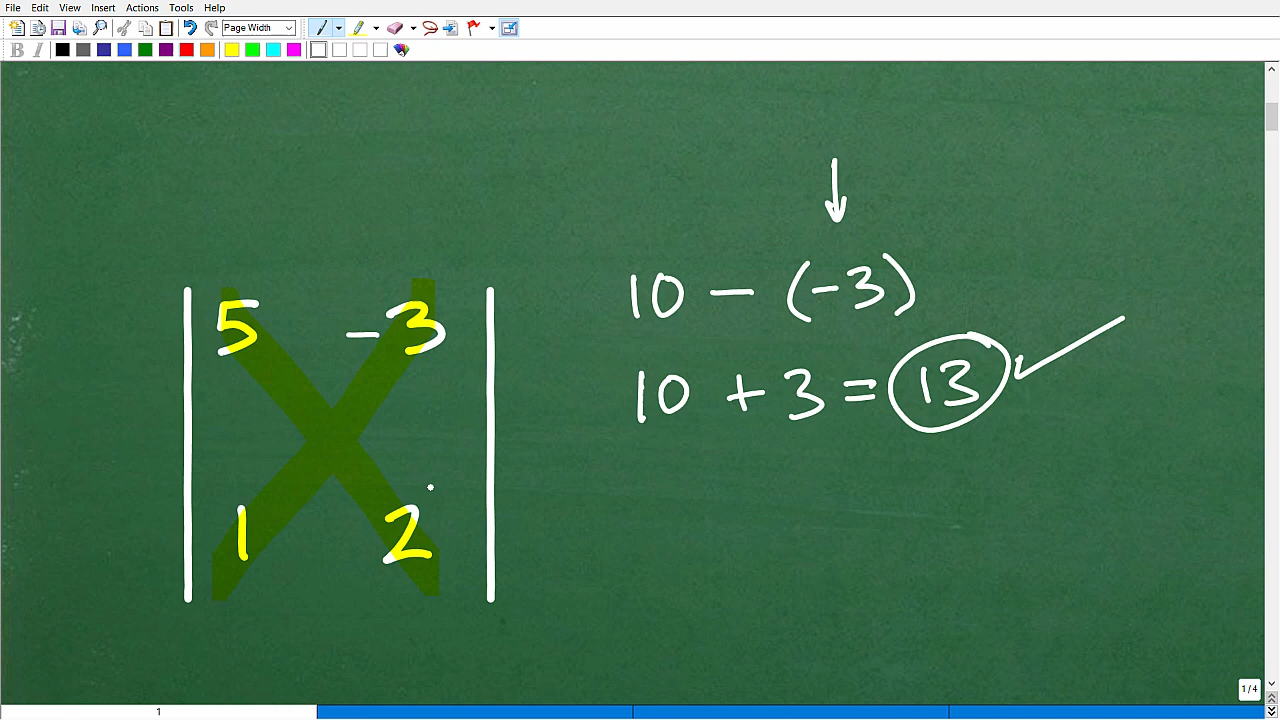 File Edit View Insert Actions Tools Help
Page Width
B I
5 -3
1 2
10 - (-3)
10 + 3 = 13
1/4
1